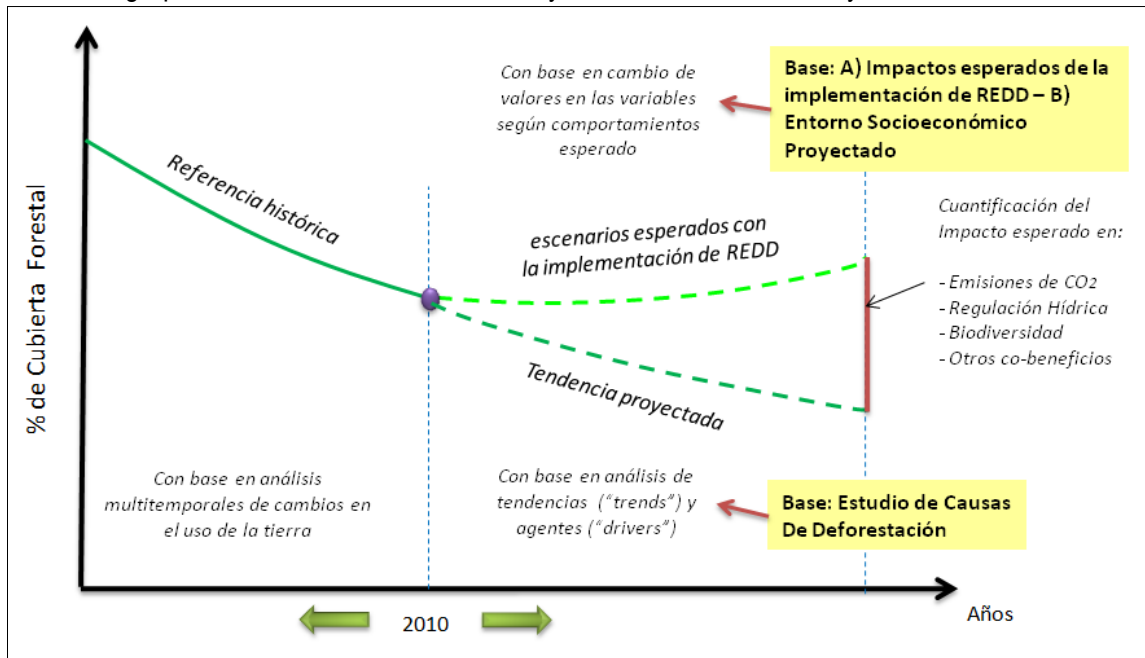 Con base en cambio de
valores en las variables
según comportamientos
esperado
Base: A) Impactos esperados de la
implementación de REDD – B)
Entorno Socioeconómico
Proyectado
% de Cubierta Forestal
Referencia histórica
escenarios esperados con
la implementación de REDD
Tendencia proyectada
Cuantificación del
Impacto esperado en:
- Emisiones de CO2
- Regulación Hídrica
- Biodiversidad
- Otros co-beneficios
Con base en análisis
multitemporales de cambios en
el uso de la tierra
Con base en análisis de
tendencias ("trends") y
agentes ("drivers")
Base: Estudio de Causas
De Deforestación
2010
Años